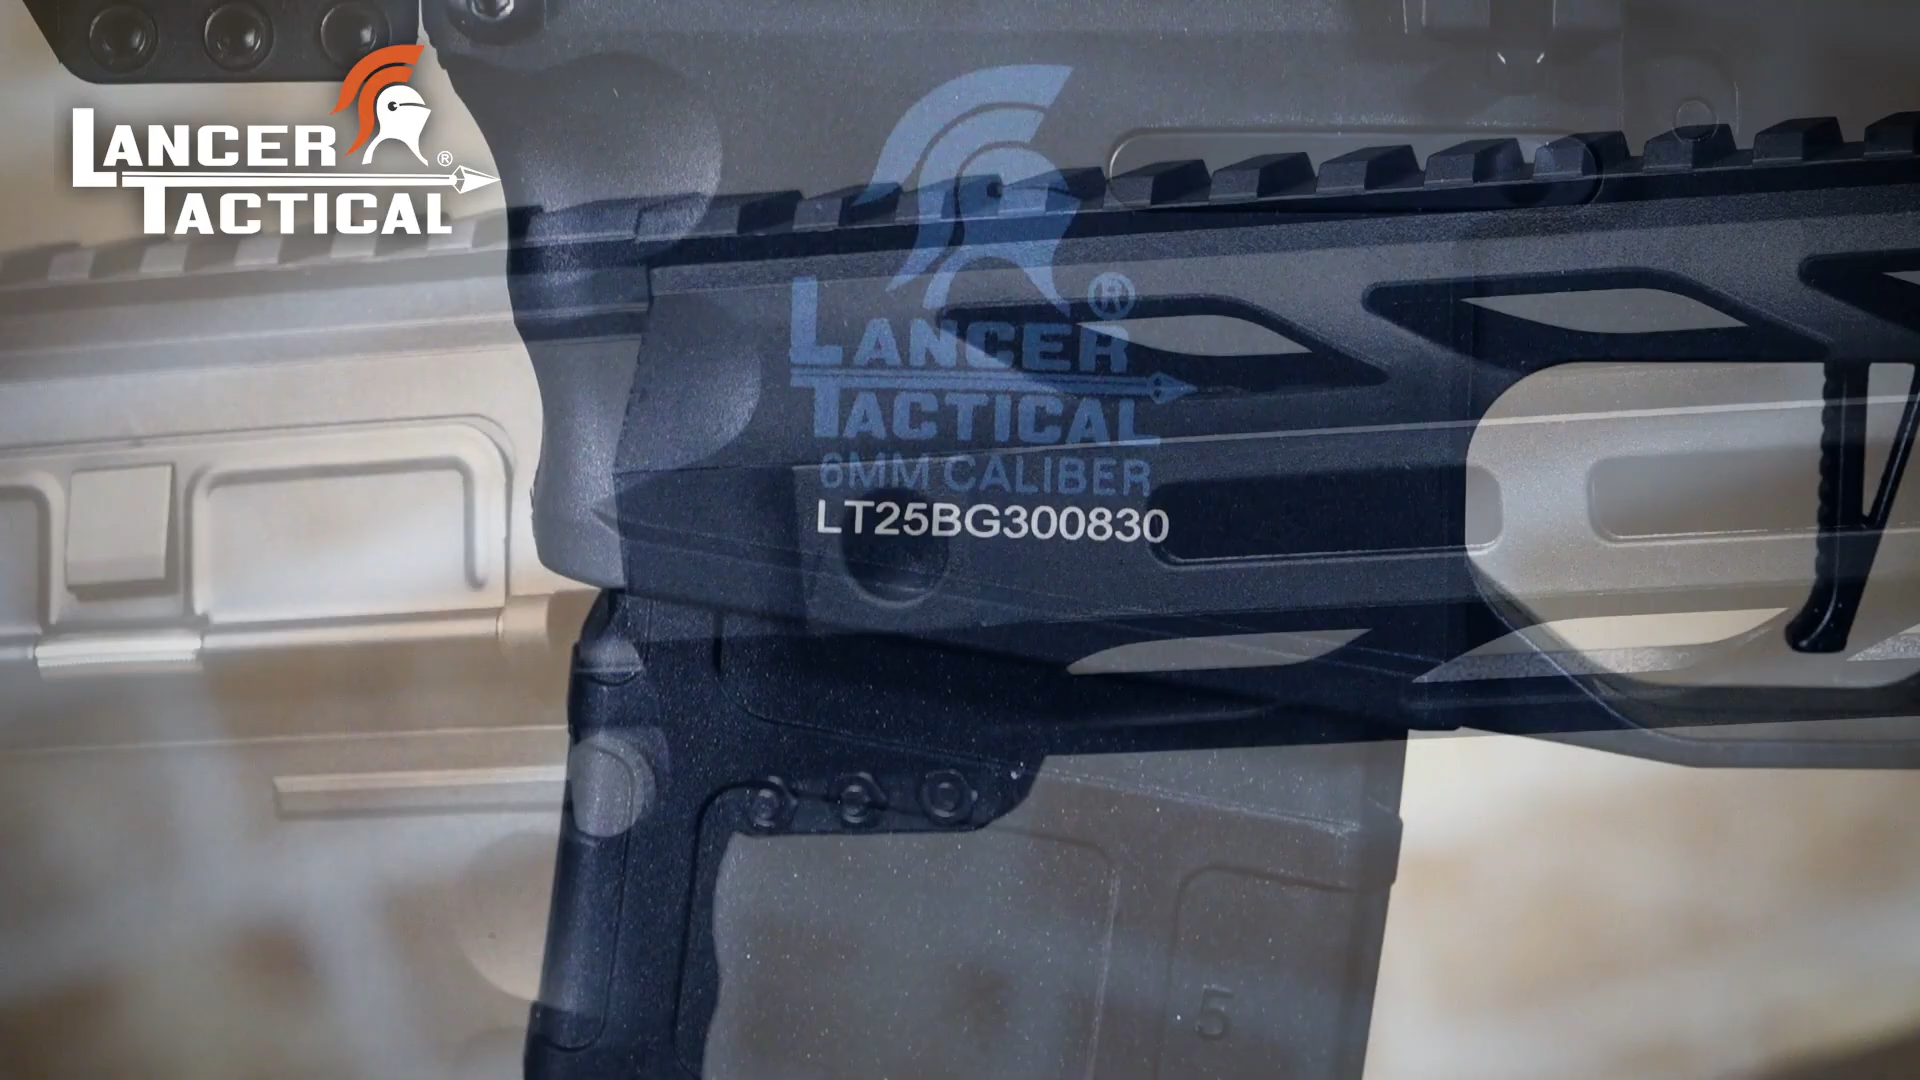 LANCER ®
TACTICAL
®
LANCER
TACTICAL
6MM CALIBER
LT25BG300830
5